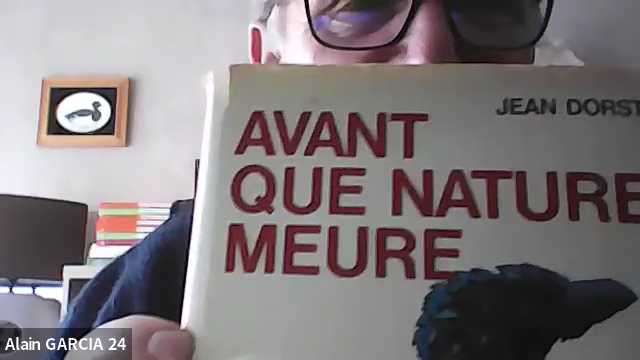 JEAN DORST
AVANT
QUE NATURE
MEURE
Alain GARCIA 24